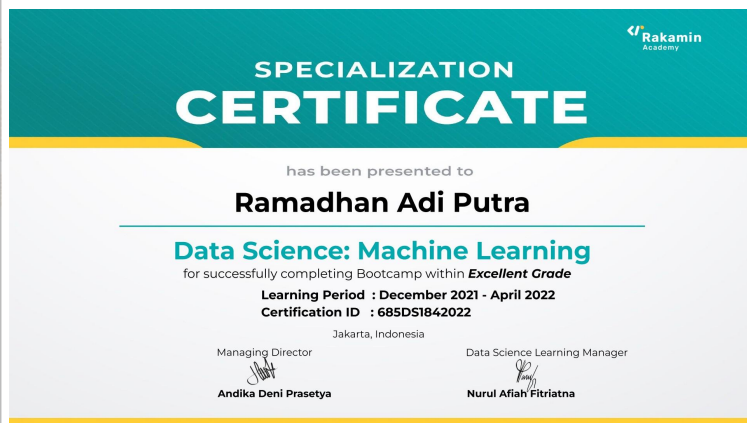 Rakamin
Academy
SPECIALIZATION
CERTIFICATE
has been presented to
Ramadhan Adi Putra
Data Science: Machine Learning
for successfully completing Bootcamp within Excellent Grade
Learning Period : December 2021 - April 2022
Certification ID : 685DS1842022
Jakarta, Indonesia
Managing Director
Andika Deni Prasetya
Data Science Learning Manager
Nurul Afiah Fitriatna